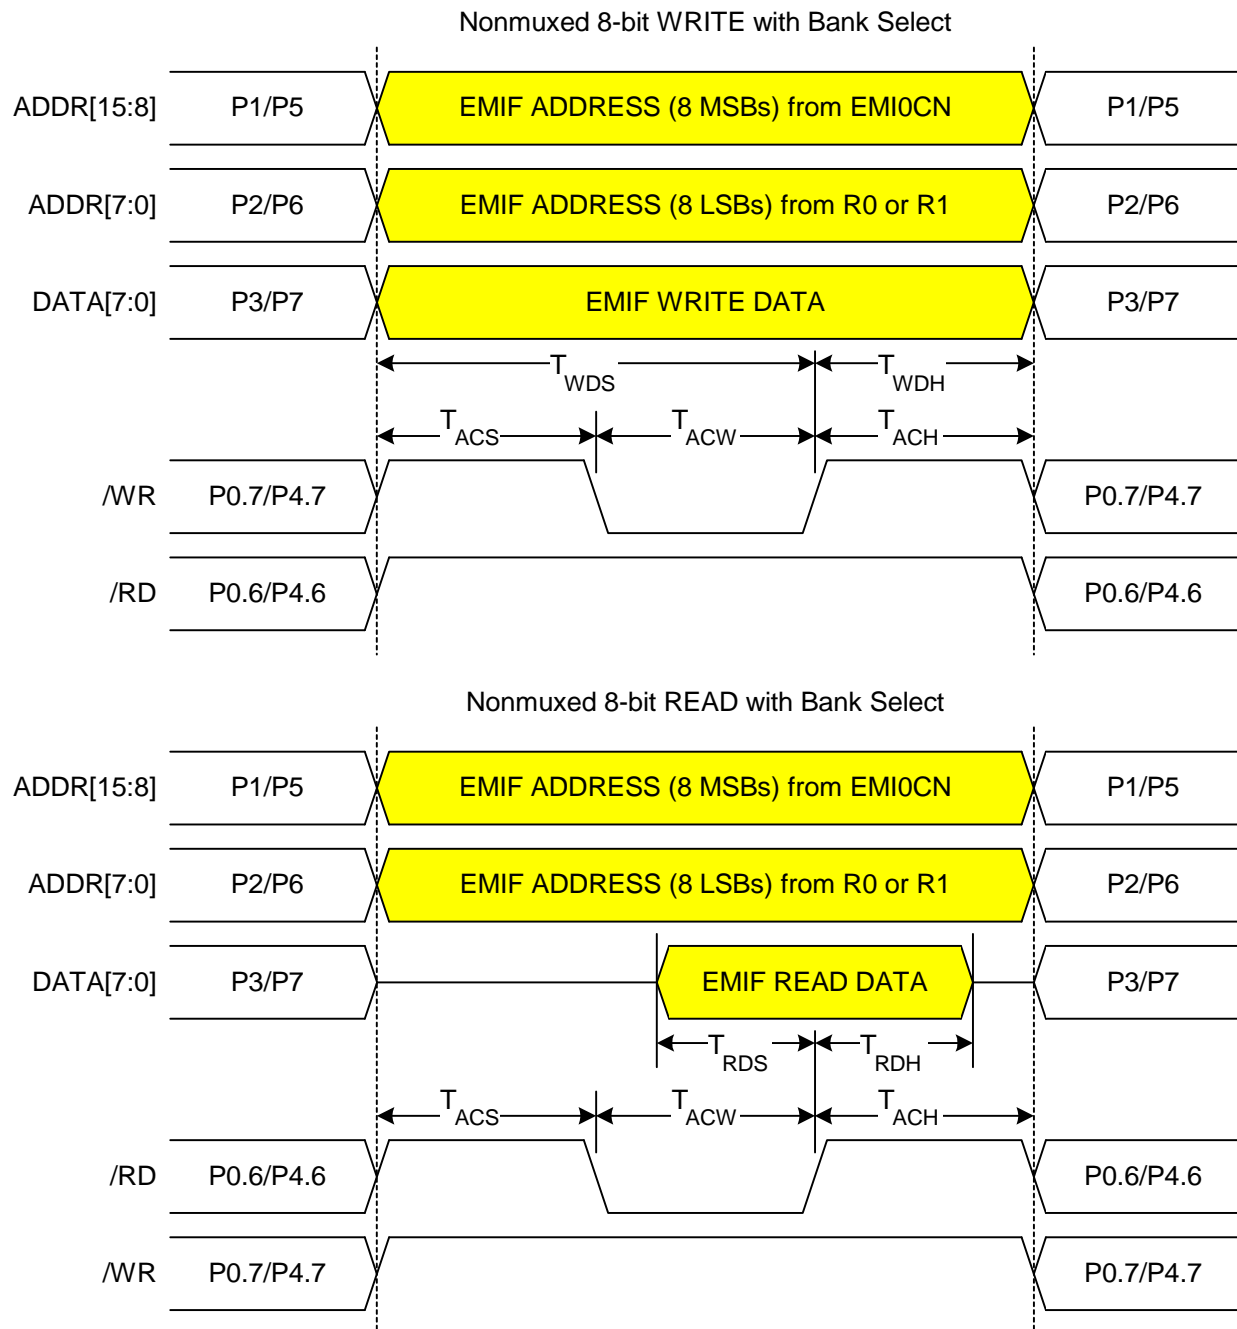 Nonmuxed 8-bit WRITE with Bank Select
ADDR[15:8] P1/P5 EMIF ADDRESS (8 MSBs) from EMI0CN P1/P5
ADDR[7:0] P2/P6 EMIF ADDRESS (8 LSBs) from R0 or R1 P2/P6
DATA[7:0] P3/P7 EMIF WRITE DATA P3/P7
TWDS TWDH
TACS TACW TACH
/WR P0.7/P4.7 P0.7/P4.7
/RD P0.6/P4.6 P0.6/P4.6
Nonmuxed 8-bit READ with Bank Select
ADDR[15:8] P1/P5 EMIF ADDRESS (8 MSBs) from EMI0CN P1/P5
ADDR[7:0] P2/P6 EMIF ADDRESS (8 LSBs) from R0 or R1 P2/P6
DATA[7:0] P3/P7 EMIF READ DATA P3/P7
TRDS TRDH
TACS TACW TACH
/RD P0.6/P4.6 P0.6/P4.6
/WR P0.7/P4.7 P0.7/P4.7